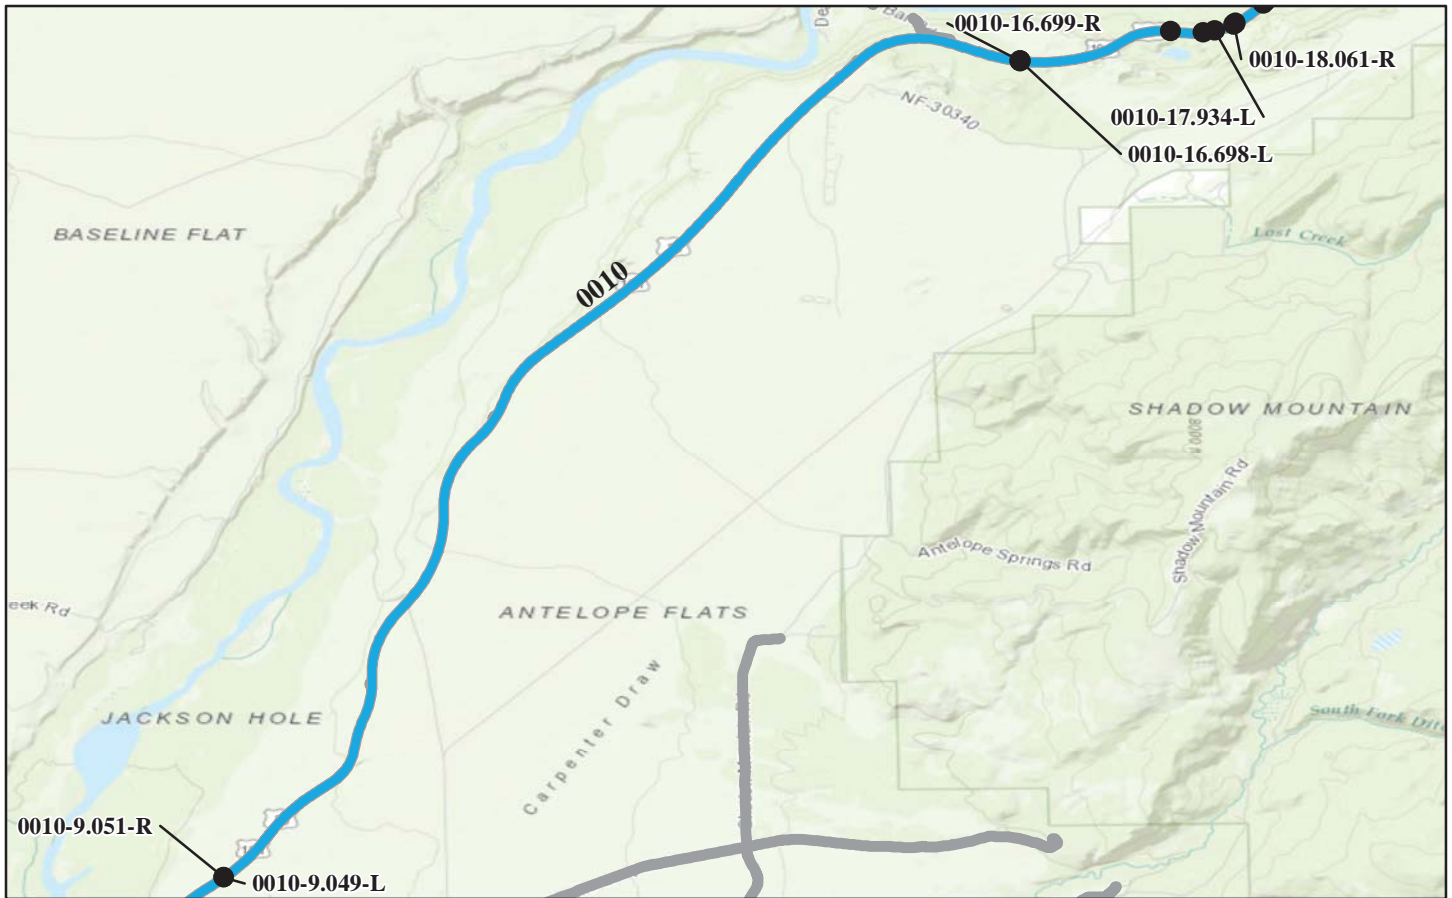 0010-16.699-R
0010-18.061-R
NF-30340
0010-17.934-L
0010-16.698-L
BASELINE FLAT
Lost Creek
0010
SHADOW MOUNTAIN
8000 ft
Shadow Mountain Rd
Antelope Springs Rd
eek Rd
ANTELOPE FLATS
Carpenter Draw
JACKSON HOLE
South Fork Ditc
0010-9.051-R
0010-9.049-L